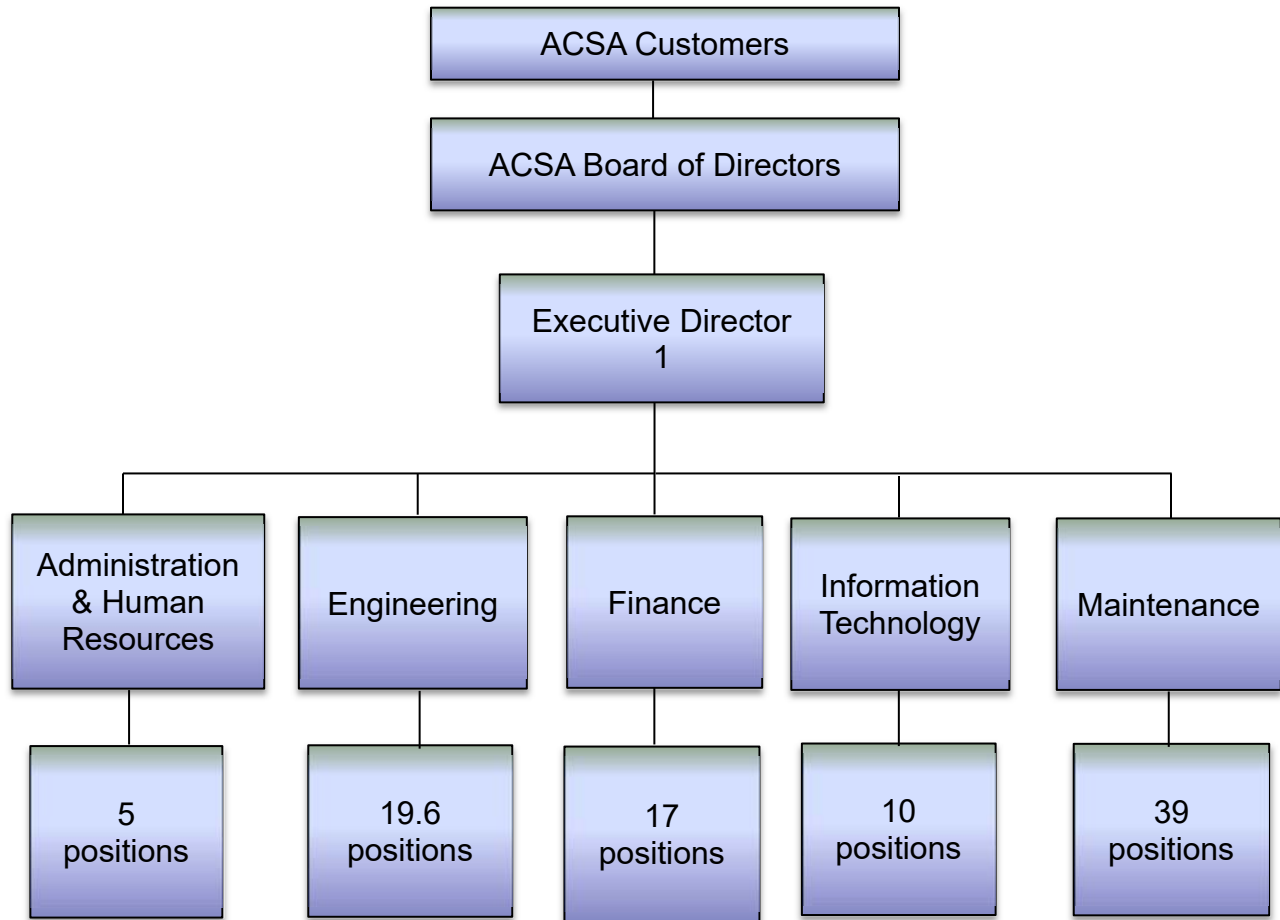 ACSA Customers
ACSA Board of Directors
Executive Director
1
Administration
& Human
Resources
Engineering
Finance
Information
Technology
Maintenance
5
positions
19.6
positions
17
positions
10
positions
39
positions